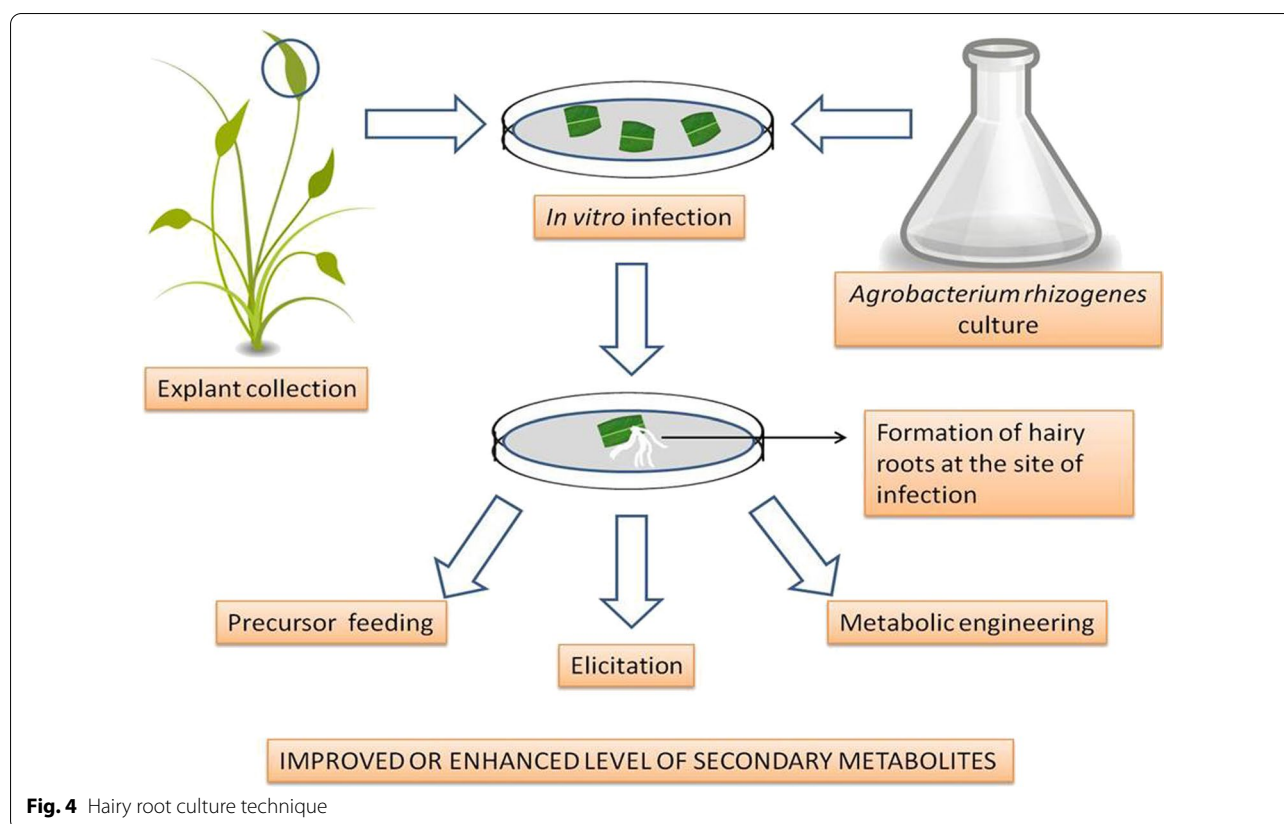 In vitro infection
Agrobacterium rhizogenes
culture
Explant collection
Formation of hairy
roots at the site of
infection
Precursor feeding
Elicitation
Metabolic engineering
IMPROVED OR ENHANCED LEVEL OF SECONDARY METABOLITES
Fig. 4 Hairy root culture technique